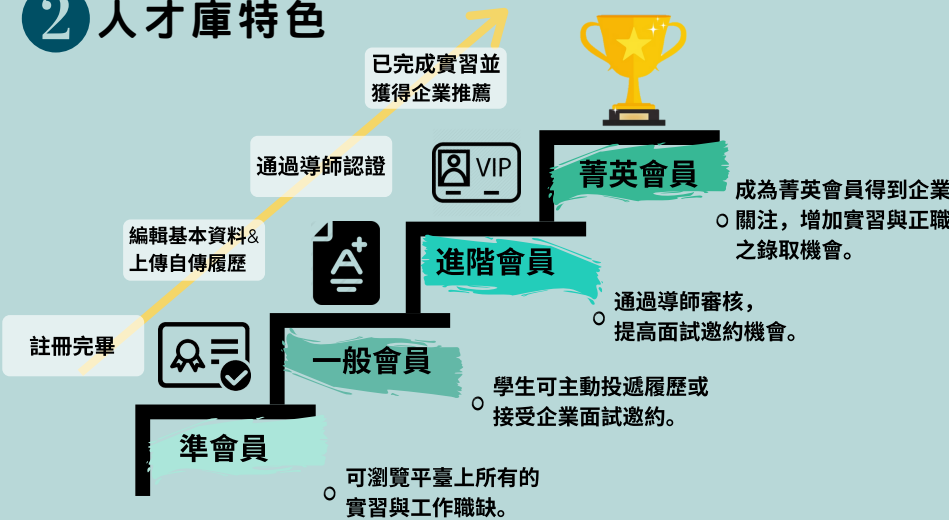 2 人才庫特色
已完成實習並
獲得企業推薦
通過導師認證
VIP
菁英會員
成為菁英會員得到企業
關注，增加實習與正職
之錄取機會。
編輯基本資料&
上傳自傳履歷
A+
進階會員
通過導師審核，
提高面試邀約機會。
註冊完畢
一般會員
學生可主動投遞履歷或
接受企業面試邀約。
準會員
可瀏覽平臺上所有的
實習與工作職缺。